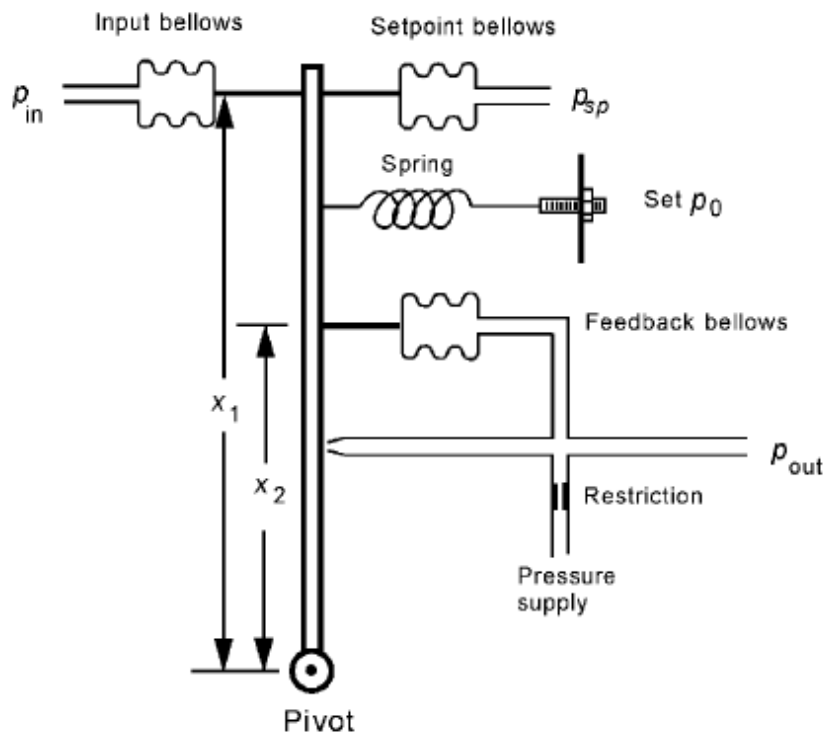 Input bellows
Setpoint bellows
p_in
p_sp
Spring
Set p_0
Feedback bellows
x_1
x_2
p_out
Restriction
Pressure
supply
Pivot